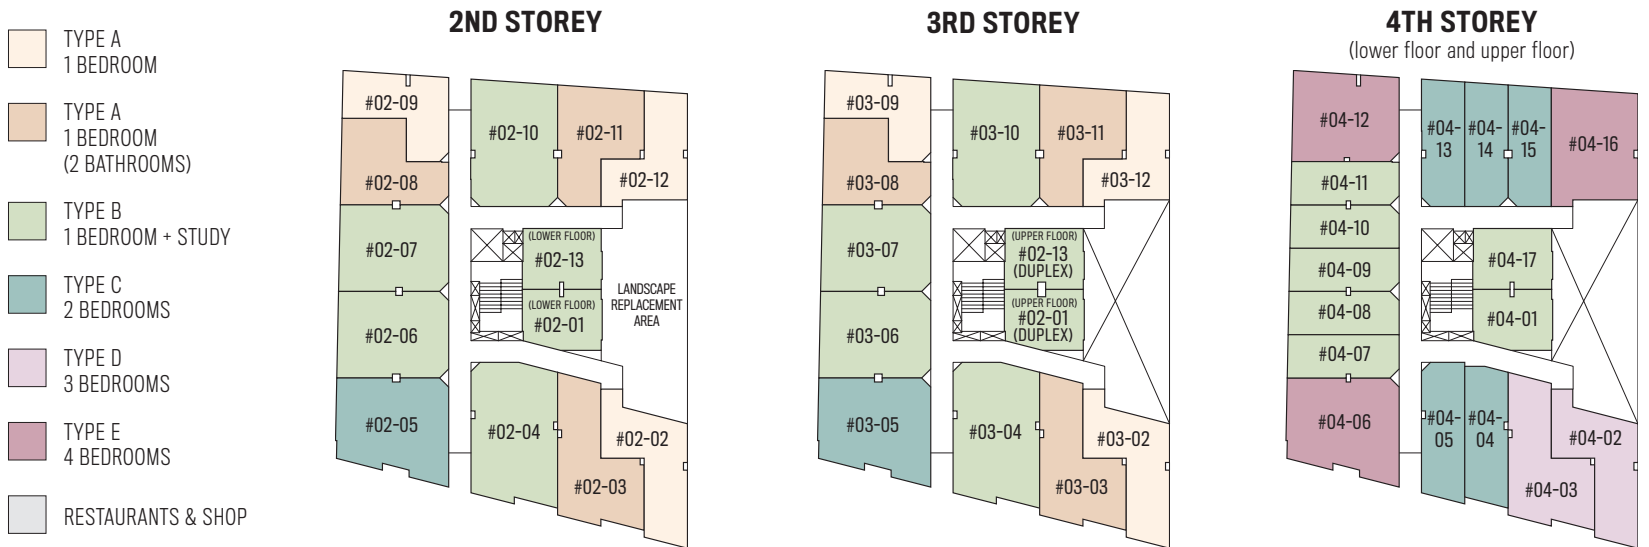 TYPE A
1 BEDROOM
TYPE A
1 BEDROOM
(2 BATHROOMS)
TYPE B
1 BEDROOM + STUDY
TYPE C
2 BEDROOMS
TYPE D
3 BEDROOMS
TYPE E
4 BEDROOMS
RESTAURANTS & SHOP
2ND STOREY
#02-09
#02-10
#02-11
#02-12
#02-08
#02-07
(LOWER FLOOR)
#02-13
LANDSCAPE
REPLACEMENT
AREA
(LOWER FLOOR)
#02-01
#02-06
#02-05
#02-04
#02-02
#02-03
3RD STOREY
#03-09
#03-10
#03-11
#03-12
#03-08
#03-07
(UPPER FLOOR)
#02-13
(DUPLEX)
(UPPER FLOOR)
#02-01
(DUPLEX)
#03-06
#03-05
#03-04
#03-02
#03-03
4TH STOREY
(lower floor and upper floor)
#04-12
#04-
13
#04-
14
#04-
15
#04-16
#04-11
#04-10
#04-09
#04-17
#04-08
#04-01
#04-07
#04-06
#04-
05
#04-
04
#04-02
#04-03